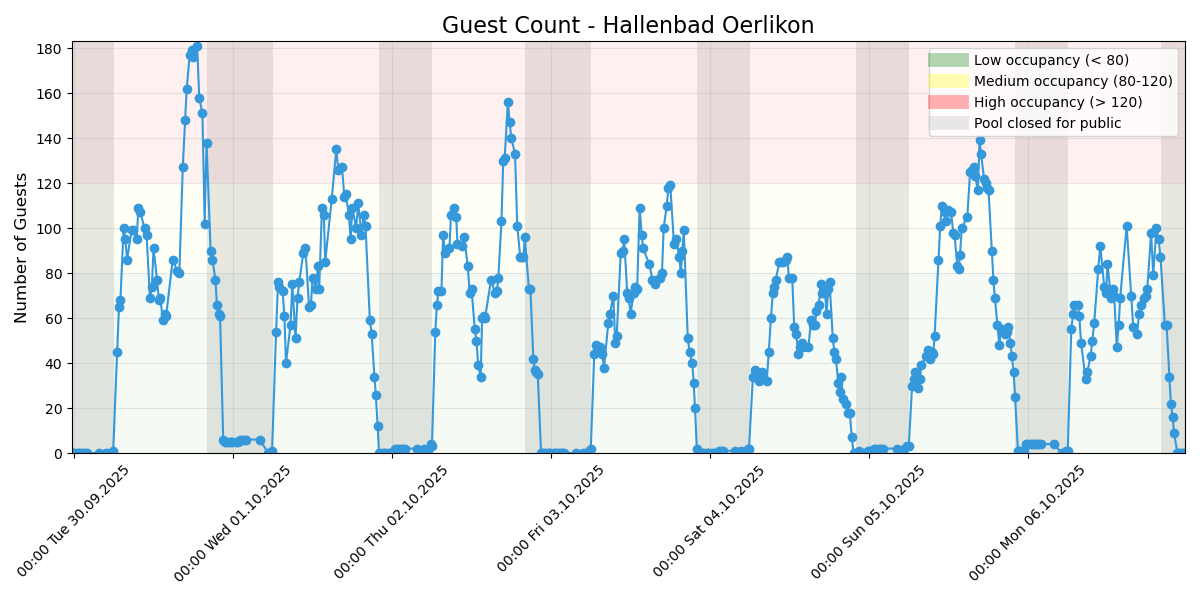 Guest Count - Hallenbad Oerlikon
Number of Guests
180
160
140
120
100
80
60
40
20
0
Low occupancy (< 80)
Medium occupancy (80-120)
High occupancy (> 120)
Pool closed for public
00:00 Tue 30.09.2025
00:00 Wed 01.10.2025
00:00 Thu 02.10.2025
00:00 Fri 03.10.2025
00:00 Sat 04.10.2025
00:00 Sun 05.10.2025
00:00 Mon 06.10.2025